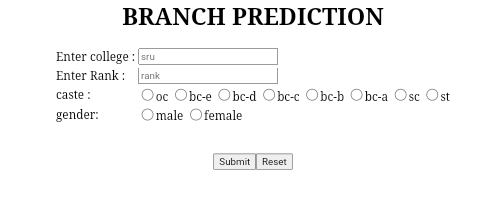 BRANCH PREDICTION
Enter college : sru
Enter Rank : rank
caste : oc bc-e bc-d bc-c bc-b bc-a sc st
gender: male female
Submit Reset